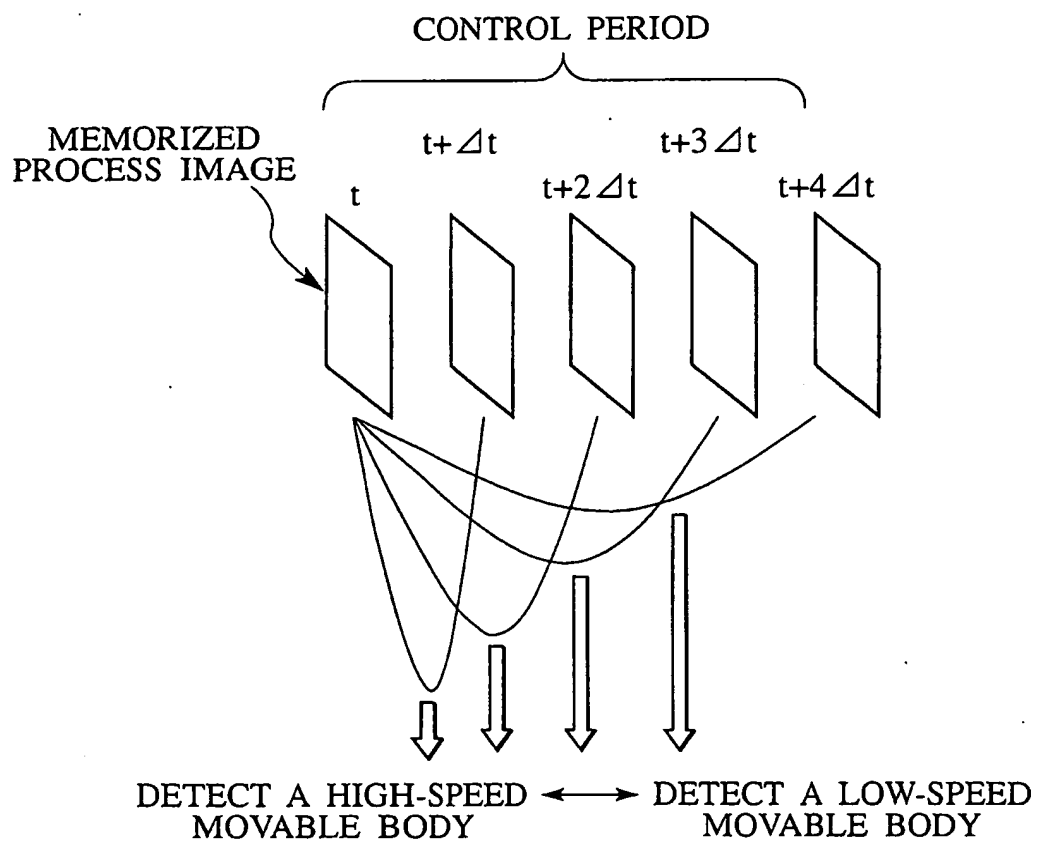 CONTROL PERIOD
MEMORIZED
PROCESS IMAGE
t
t+⊿t
t+2⊿t
t+3⊿t
t+4⊿t
DETECT A HIGH-SPEED
MOVABLE BODY
DETECT A LOW-SPEED
MOVABLE BODY